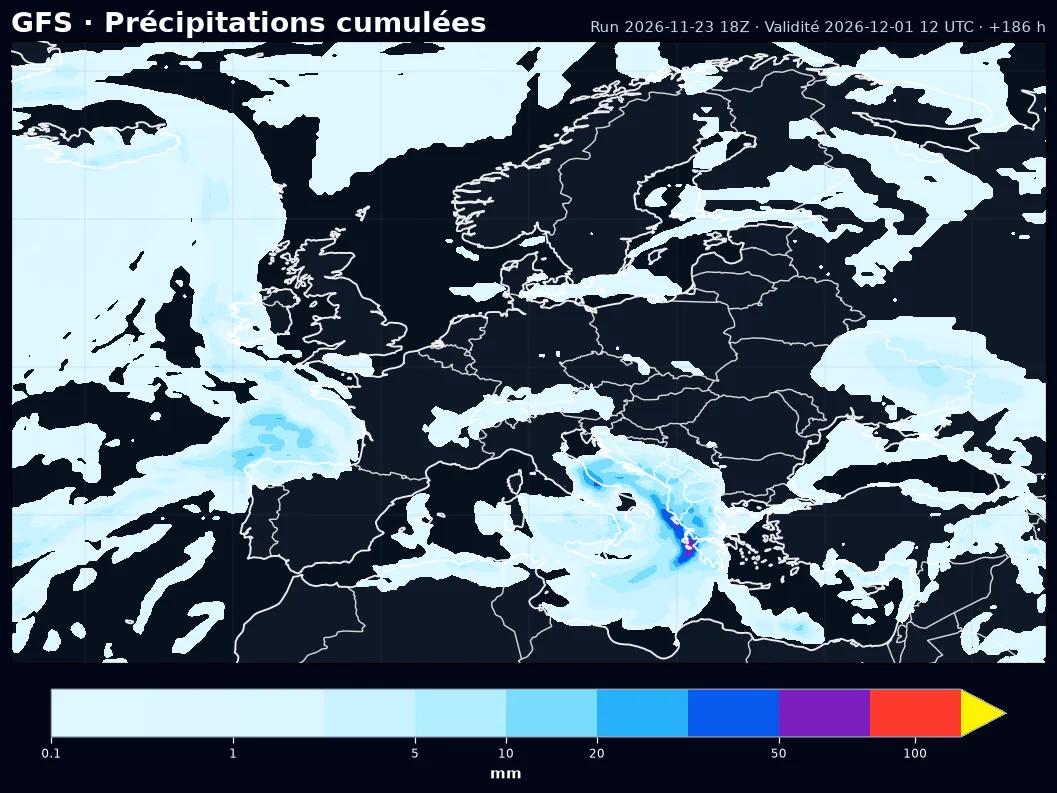 GFS · Précipitations cumulées
Run 2026-11-23 18Z · Validité 2026-12-01 12 UTC · +186 h
0.1 1 5 10 20 50 100
mm